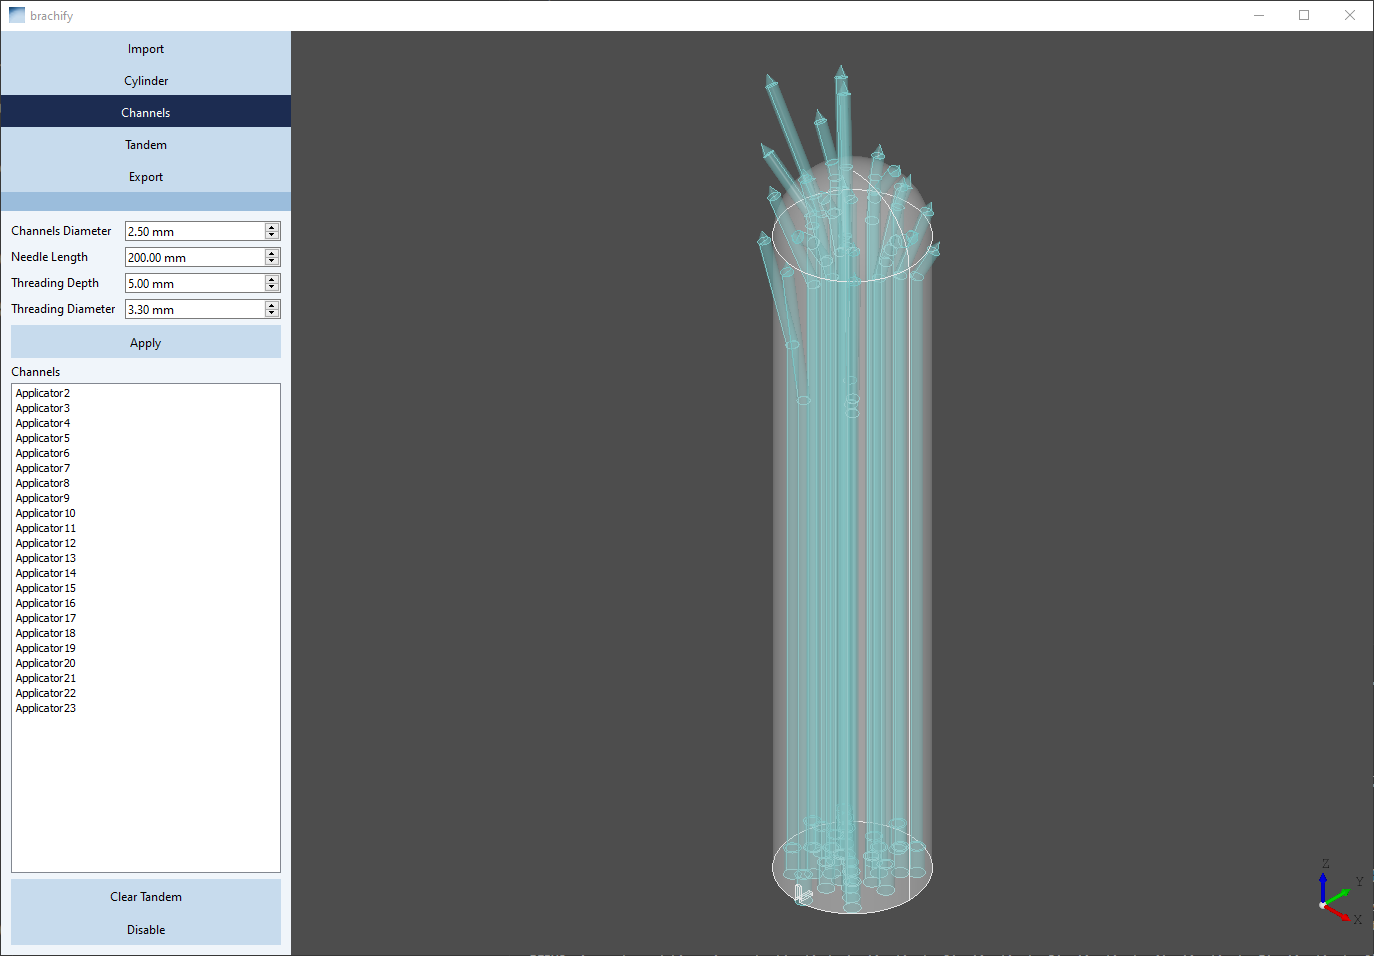 brachify
Import
Cylinder
Channels
Tandem
Export
Channels Diameter 2.50 mm
Needle Length 200.00 mm
Threading Depth 5.00 mm
Threading Diameter 3.30 mm
Apply
Channels
Applicator2
Applicator3
Applicator4
Applicator5
Applicator6
Applicator7
Applicator8
Applicator9
Applicator10
Applicator11
Applicator12
Applicator13
Applicator14
Applicator15
Applicator16
Applicator17
Applicator18
Applicator19
Applicator20
Applicator21
Applicator22
Applicator23
Clear Tandem
Disable
Z
Y
X